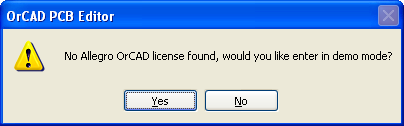 OrCAD PCB Editor
No Allegro OrCAD license found, would you like enter in demo mode?
Yes No